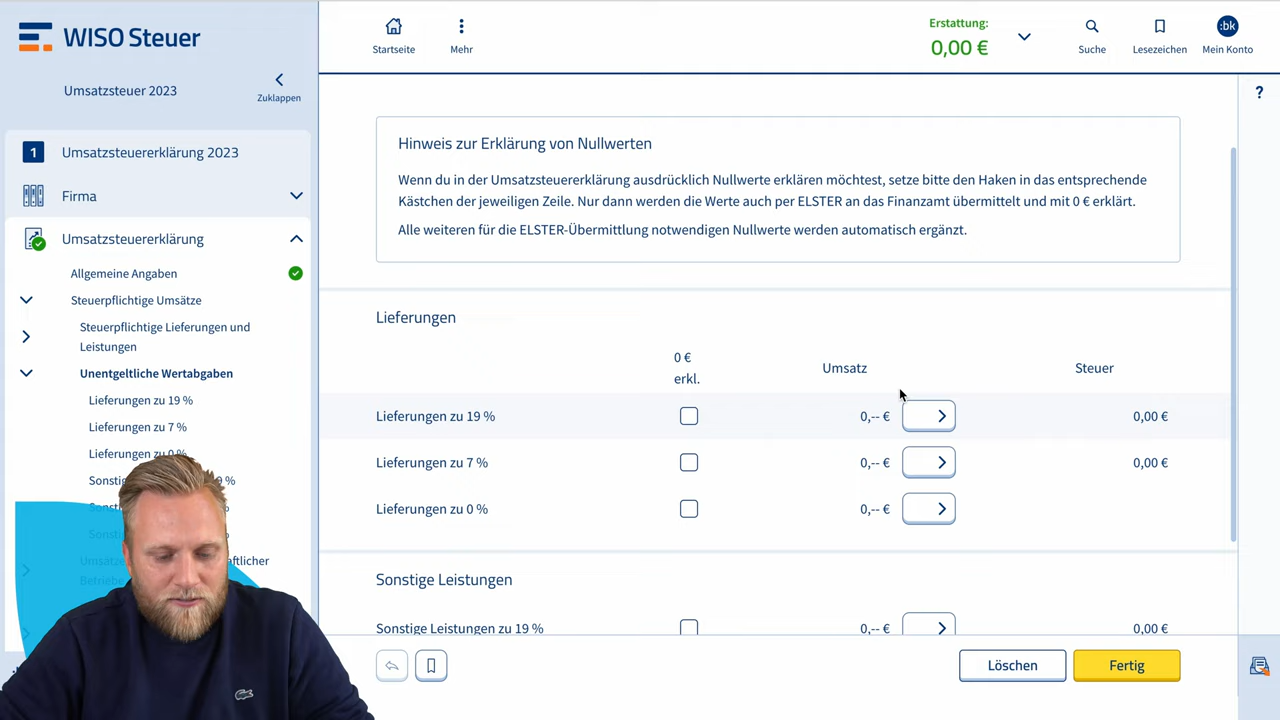 WISO Steuer
Startseite
Mehr
Erstattung:
0,00 €
Suche
Lesezeichen
:bk
Mein Konto
Umsatzsteuer 2023
Zuklappen
?
1 Umsatzsteuererklärung 2023
Firma
Umsatzsteuererklärung
Allgemeine Angaben
Steuerpflichtige Umsätze
Steuerpflichtige Lieferungen und
Leistungen
Unentgeltliche Wertabgaben
Lieferungen zu 19 %
Lieferungen zu 7 %
Lieferungen zu 0 %
Hinweis zur Erklärung von Nullwerten
Wenn du in der Umsatzsteuererklärung ausdrücklich Nullwerte erklären möchtest, setze bitte den Haken in das entsprechende
Kästchen der jeweiligen Zeile. Nur dann werden die Werte auch per ELSTER an das Finanzamt übermittelt und mit 0 € erklärt.
Alle weiteren für die ELSTER-Übermittlung notwendigen Nullwerte werden automatisch ergänzt.
Lieferungen
0 €
erkl.
Umsatz
Steuer
Lieferungen zu 19 % 0,-- € 0,00 €
Lieferungen zu 7 % 0,-- € 0,00 €
Lieferungen zu 0 % 0,-- €
Sonstige Leistungen
Sonstige Leistungen zu 19 % 0,-- € 0,00 €
Löschen
Fertig